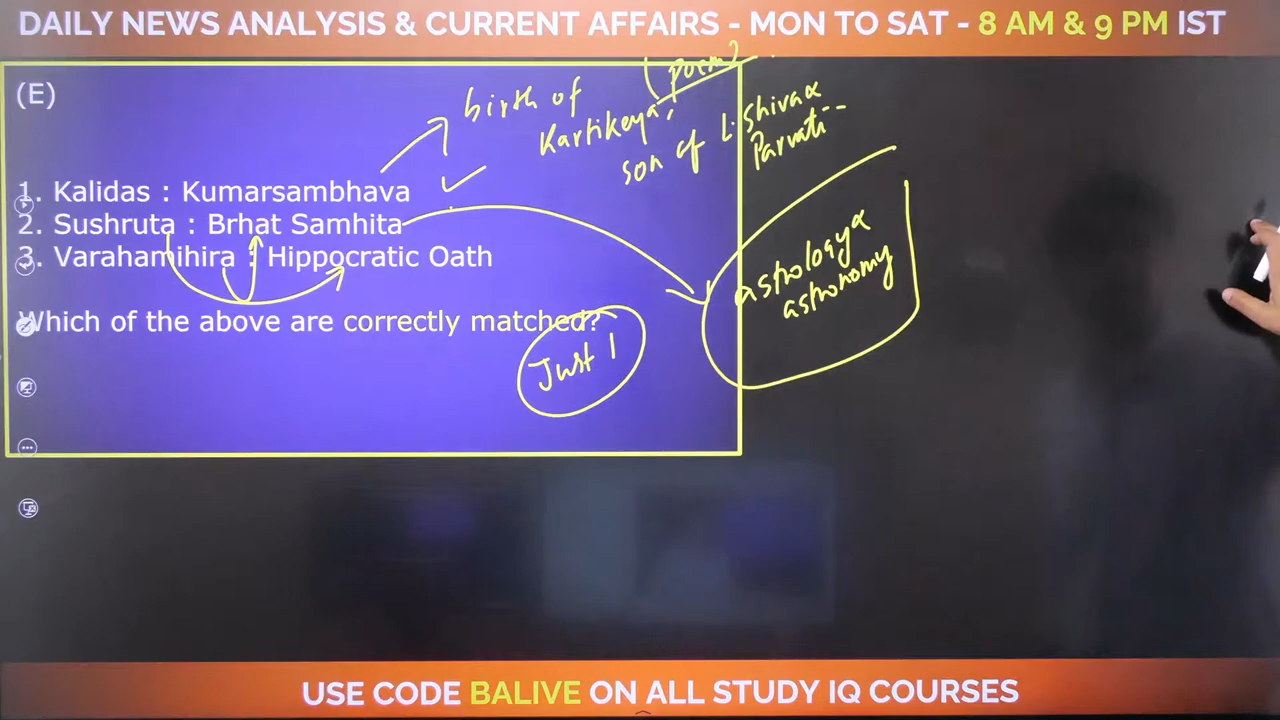 DAILY NEWS ANALYSIS & CURRENT AFFAIRS - MON TO SAT - 8 AM & 9 PM IST
(E)
(poem)
birth of
Kartikeya,
son of L. Shiva &
Parvati
1. Kalidas : Kumarsambhava
2. Sushruta : Brhat Samhita
3. Varahamihira : Hippocratic Oath
astrology &
astronomy
Which of the above are correctly matched?
Just 1
USE CODE BALIVE ON ALL STUDY IQ COURSES